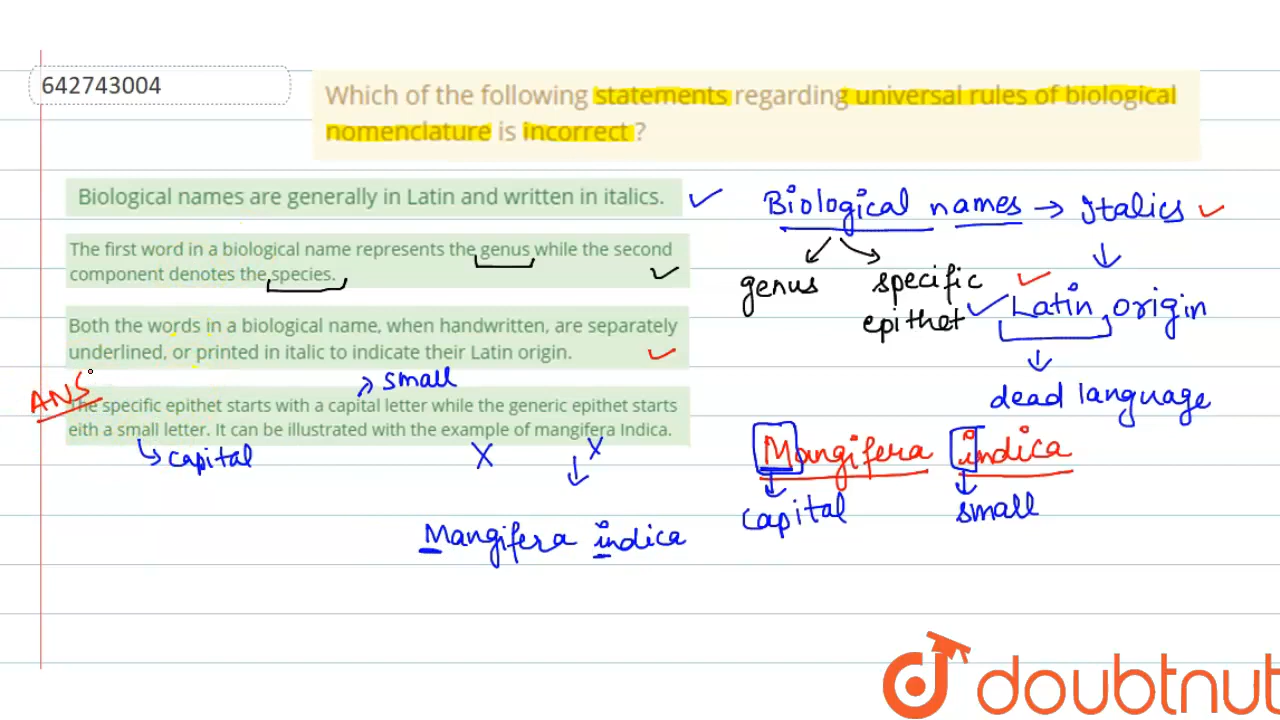 642743004
Which of the following statements regarding universal rules of biological
nomenclature is incorrect ?
Biological names are generally in Latin and written in italics.
The first word in a biological name represents the genus while the second
component denotes the species.
Both the words in a biological name, when handwritten, are separately
underlined, or printed in italic to indicate their Latin origin.
small
ANS
The specific epithet starts with a capital letter while the generic epithet starts
eith a small letter. It can be illustrated with the example of mangifera Indica.
capital
X
X
Mangifera indica
Biological names → Italics
genus
specific
epithet
Latin origin
dead language
Mangifera indica
capital
small
doubtnut